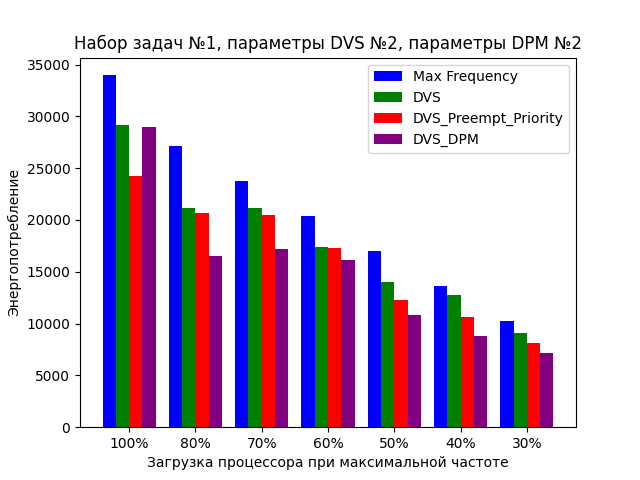 Набор задач №1, параметры DVS №2, параметры DPM №2
35000
30000
25000
20000
15000
10000
5000
0
Энергопотребление
Max Frequency
DVS
DVS_Preempt_Priority
DVS_DPM
100% 80% 70% 60% 50% 40% 30%
Загрузка процессора при максимальной частоте